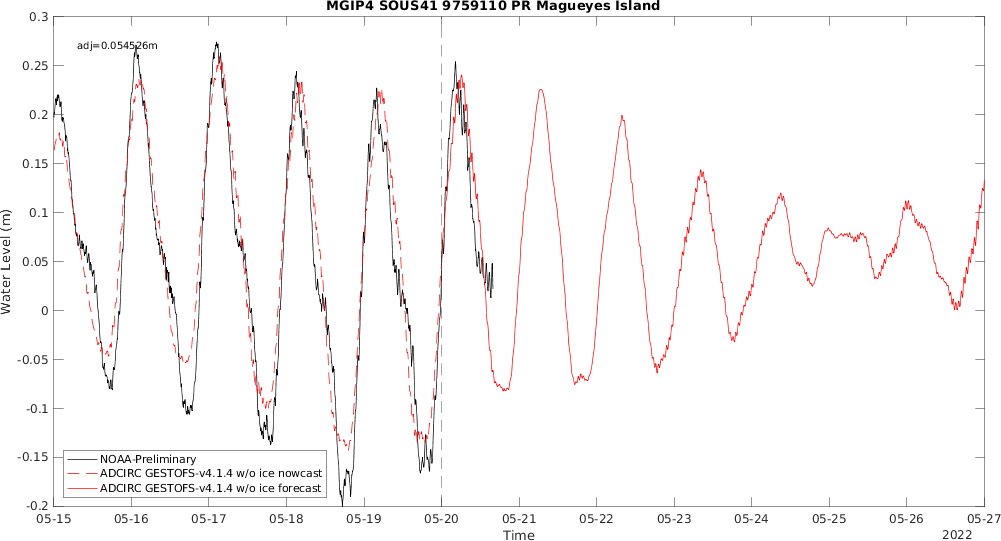 MGIP4 SOUS41 9759110 PR Magueyes Island
adj=0.054526m
0.3
0.25
0.2
0.15
0.1
0.05
0
-0.05
-0.1
-0.15
-0.2
Water Level (m)
NOAA-Preliminary
ADCIRC GESTOFS-v4.1.4 w/o ice nowcast
ADCIRC GESTOFS-v4.1.4 w/o ice forecast
05-15 05-16 05-17 05-18 05-19 05-20 05-21 05-22 05-23 05-24 05-25 05-26 05-27
Time
2022